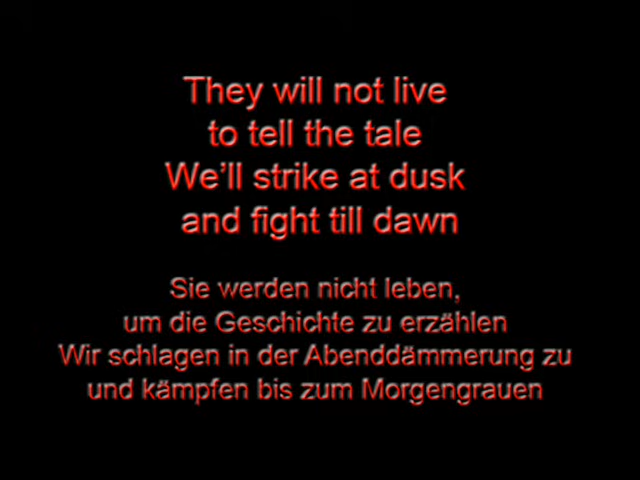 They will not live
to tell the tale
We'll strike at dusk
and fight till dawn
Sie werden nicht leben,
um die Geschichte zu erzählen
Wir schlagen in der Abenddämmerung zu
und kämpfen bis zum Morgengrauen